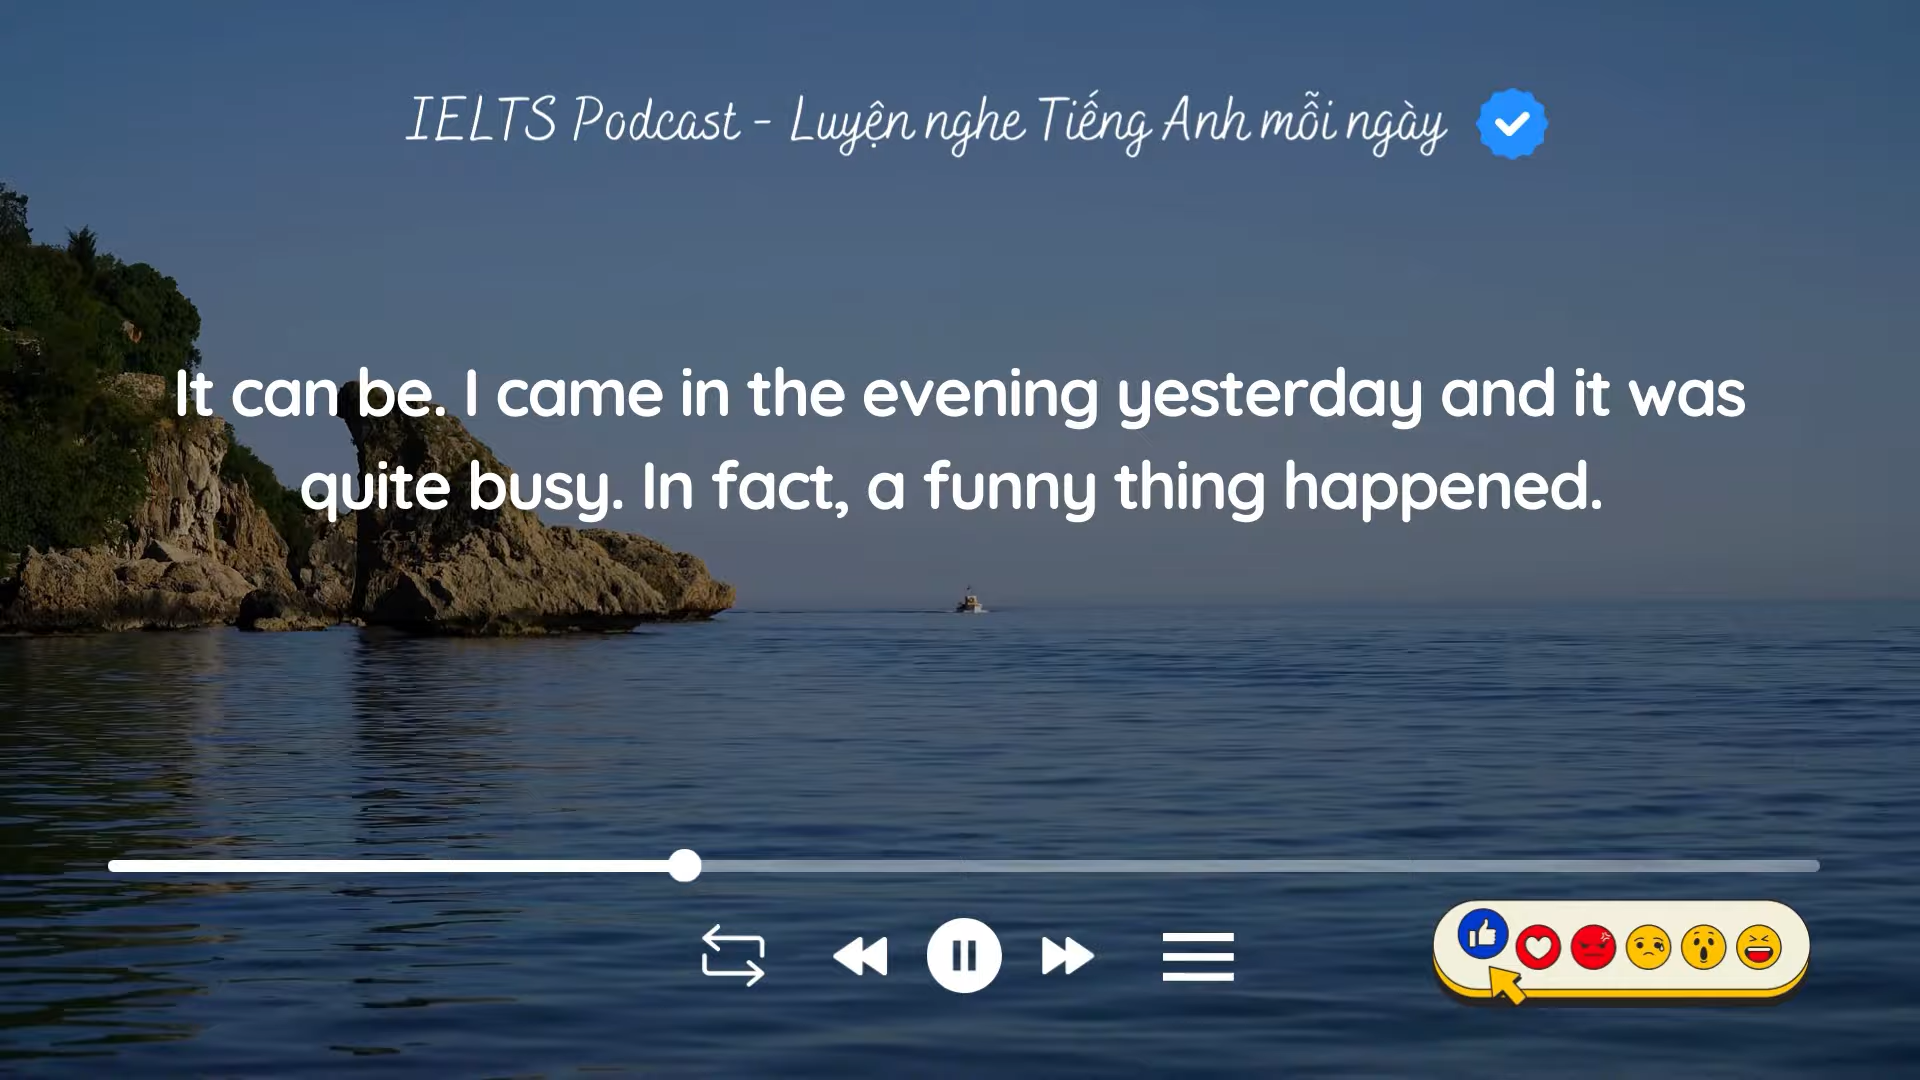 IELTS Podcast - Luyện nghe Tiếng Anh mỗi ngày
It can be. I came in the evening yesterday and it was
quite busy. In fact, a funny thing happened.